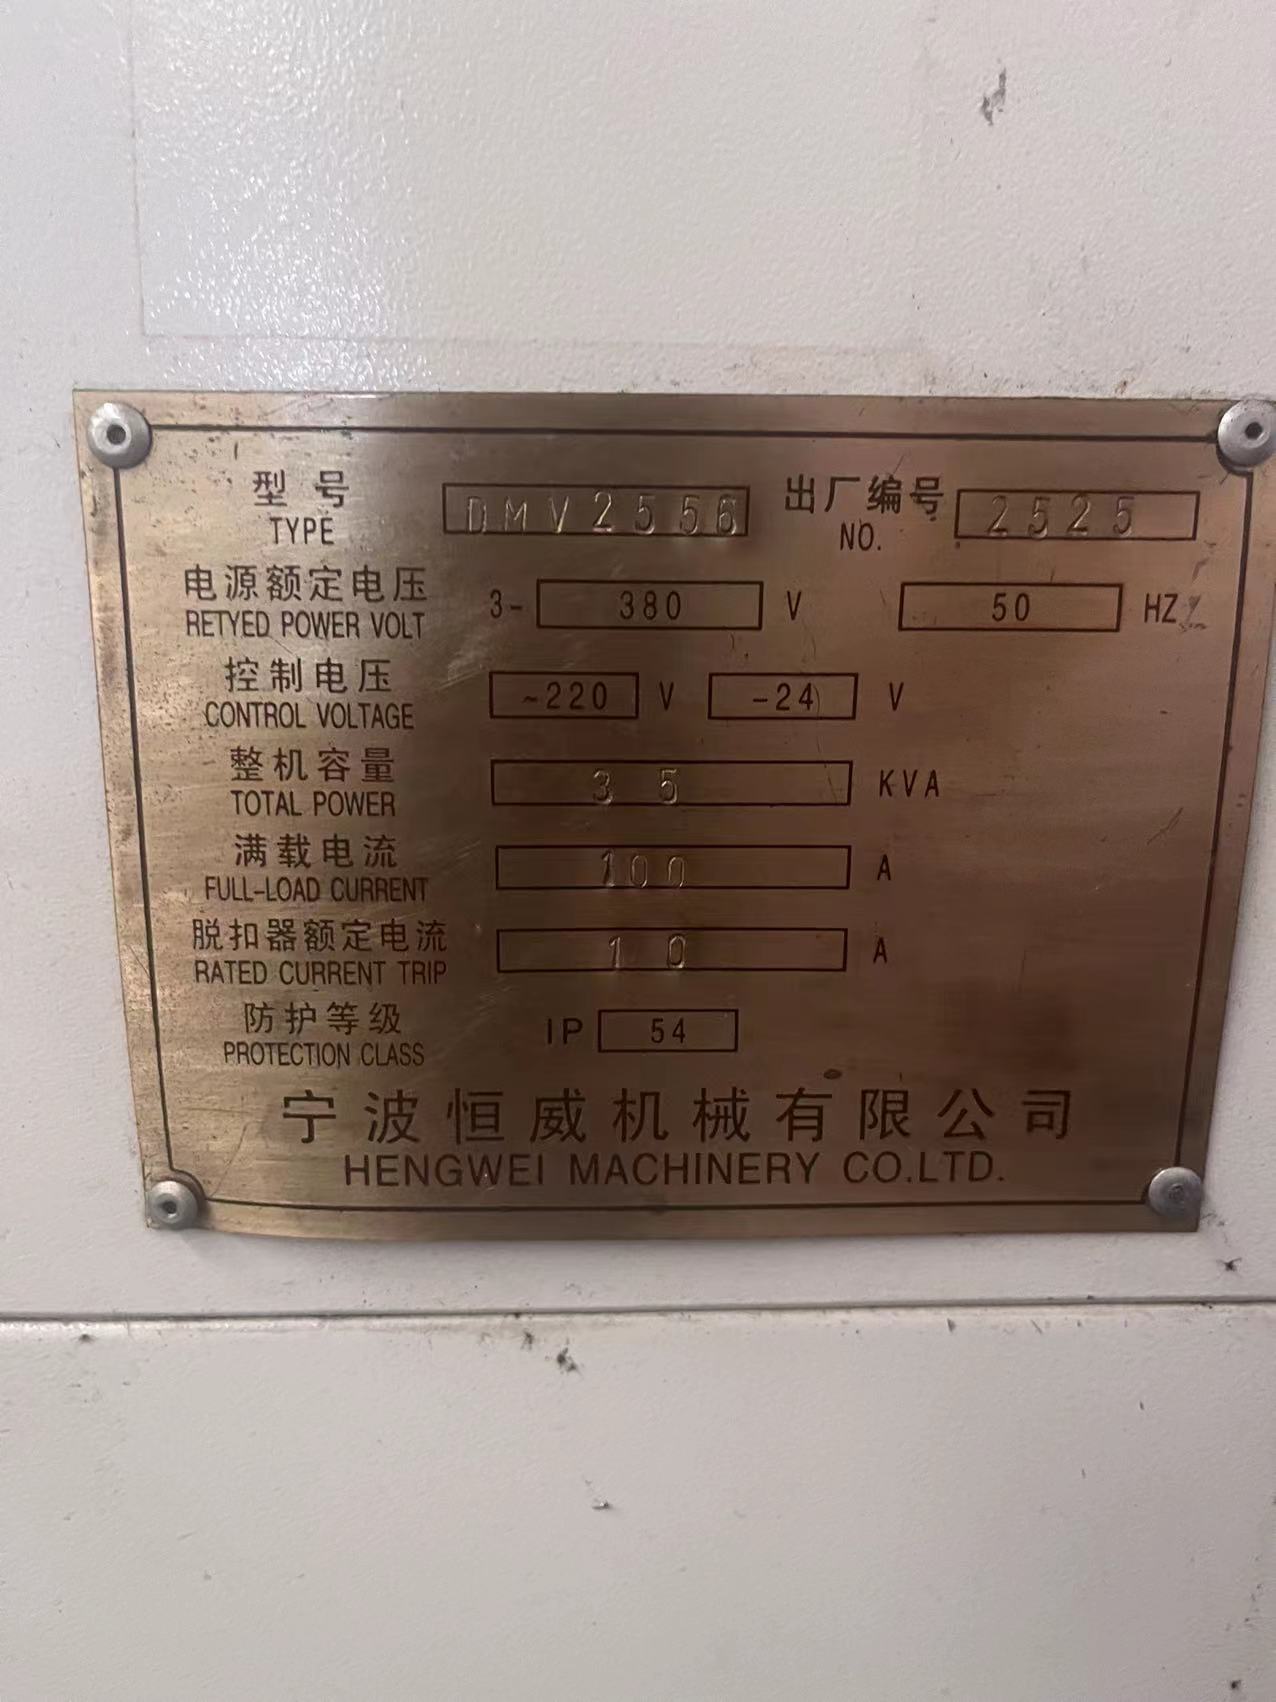 型号 DMV2556 出厂编号 2525
TYPE NO.
电源额定电压 3- 380 V 50 HZ
RETYED POWER VOLT
控制电压 ~220 V -24 V
CONTROL VOLTAGE
整机容量 35 KVA
TOTAL POWER
满载电流 100 A
FULL-LOAD CURRENT
脱扣器额定电流 10 A
RATED CURRENT TRIP
防护等级 IP 54
PROTECTION CLASS
宁波恒威机械有限公司
HENGWEI MACHINERY CO.LTD.